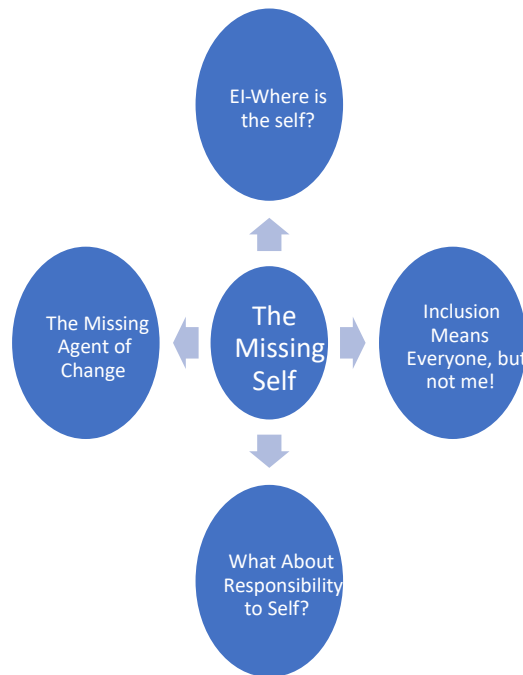 EI-Where is
the self?
The Missing
Agent of
Change
The
Missing
Self
Inclusion
Means
Everyone, but
not me!
What About
Responsibility
to Self?